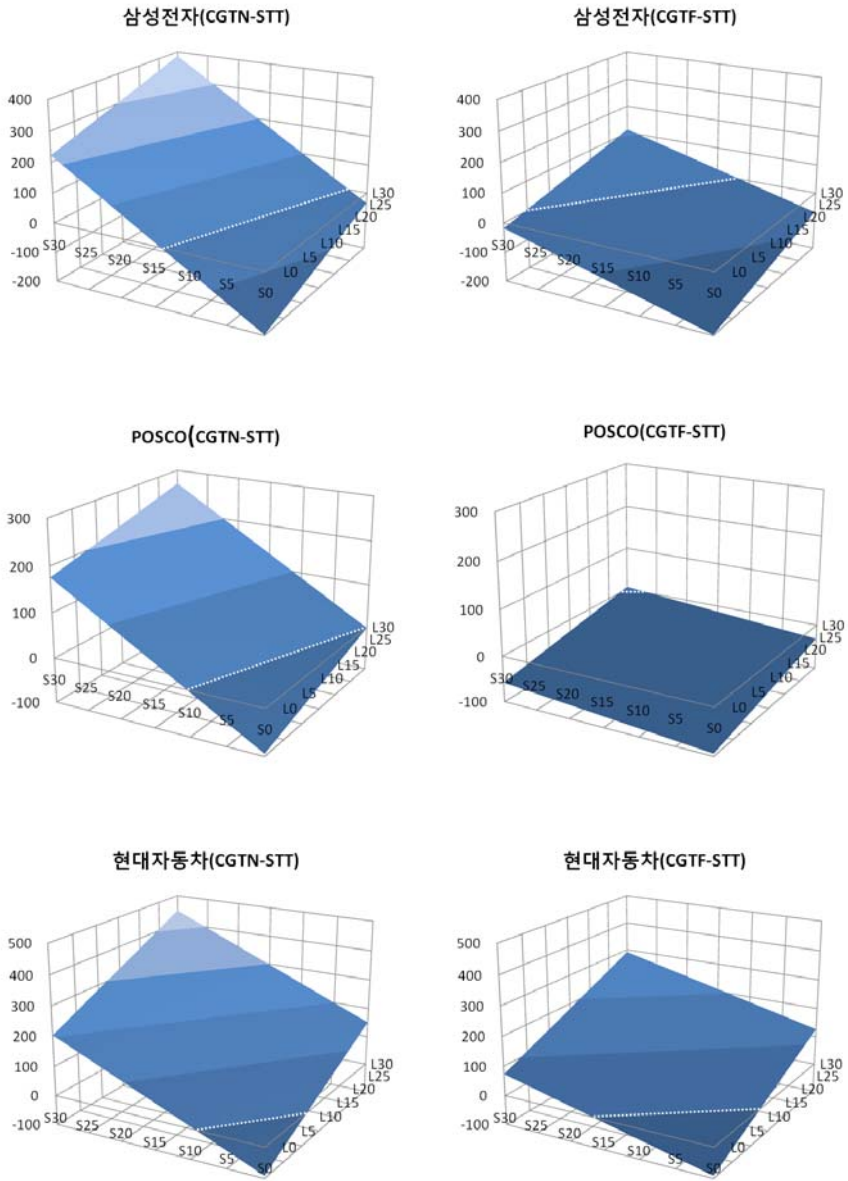 삼성전자(CGTN-STT)
400
300
200
100
0
-100
-200
S30
S25
S20
S15
S10
S5
S0
L0
L5
L10
L15
L20
L25
L30
삼성전자(CGTF-STT)
400
300
200
100
0
-100
-200
S30
S25
S20
S15
S10
S5
S0
L0
L5
L10
L15
L20
L25
L30
POSCO(CGTN-STT)
300
200
100
0
-100
S30
S25
S20
S15
S10
S5
S0
L0
L5
L10
L15
L20
L25
L30
POSCO(CGTF-STT)
300
200
100
0
-100
S30
S25
S20
S15
S10
S5
S0
L0
L5
L10
L15
L20
L25
L30
현대자동차(CGTN-STT)
500
400
300
200
100
0
-100
S30
S25
S20
S15
S10
S5
S0
L0
L5
L10
L15
L20
L25
L30
현대자동차(CGTF-STT)
500
400
300
200
100
0
-100
S30
S25
S20
S15
S10
S5
S0
L0
L5
L10
L15
L20
L25
L30